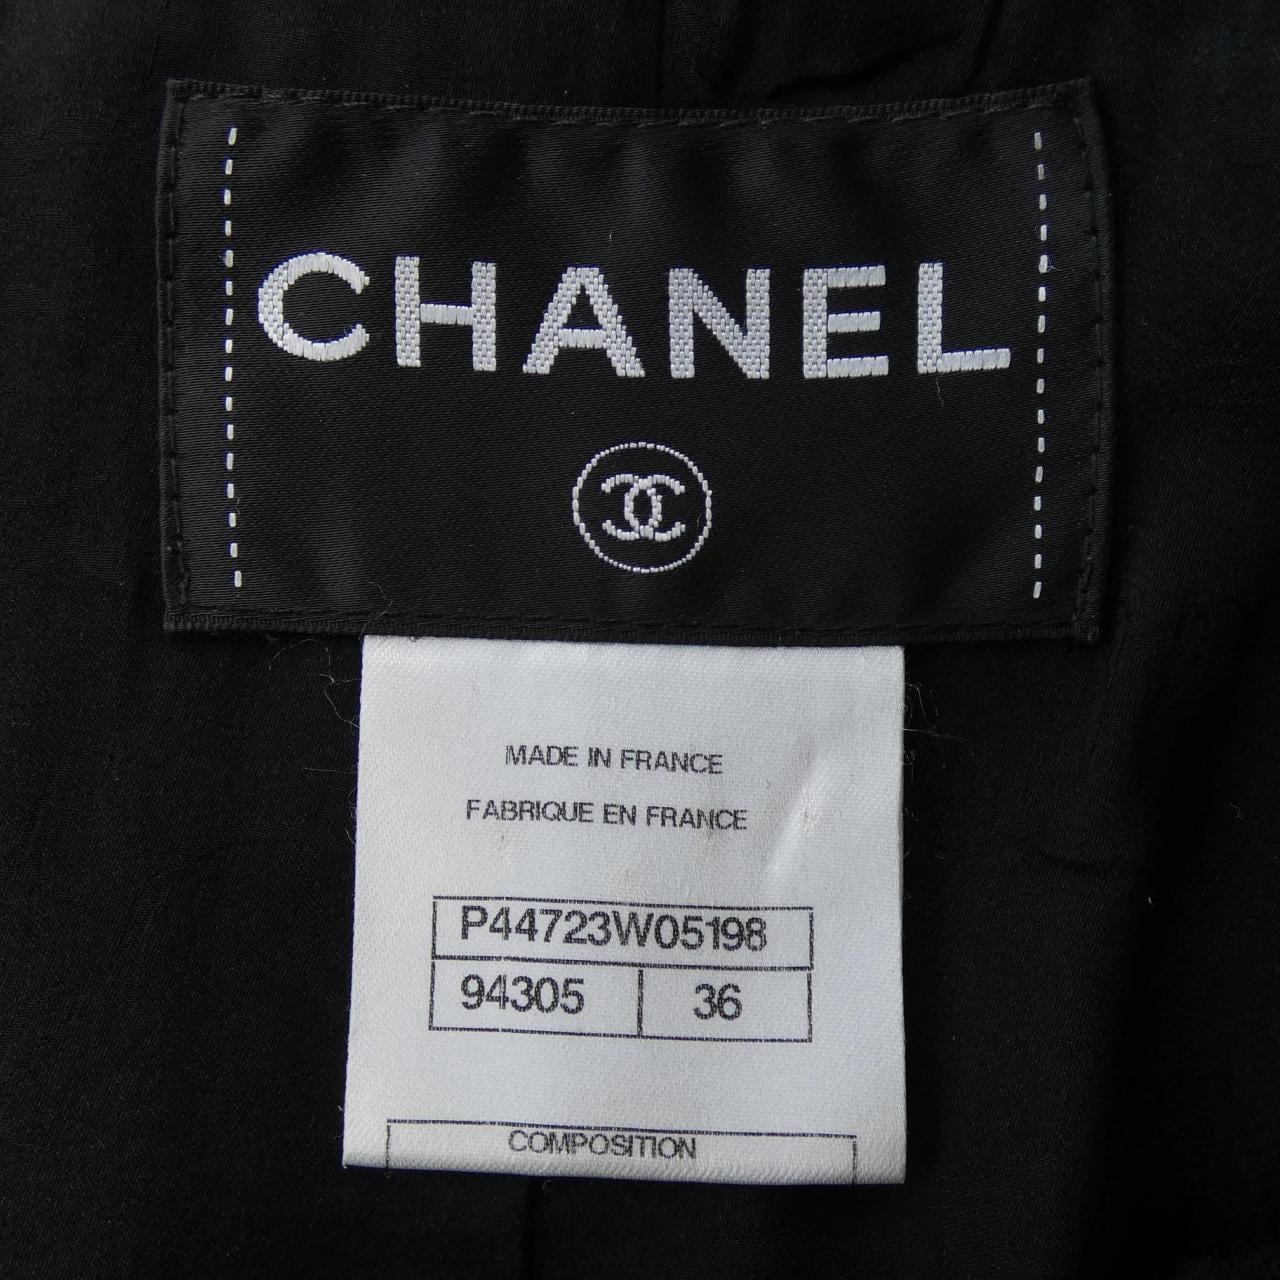 CHANEL
MADE IN FRANCE
FABRIQUE EN FRANCE
P44723W05198
94305 36
COMPOSITION